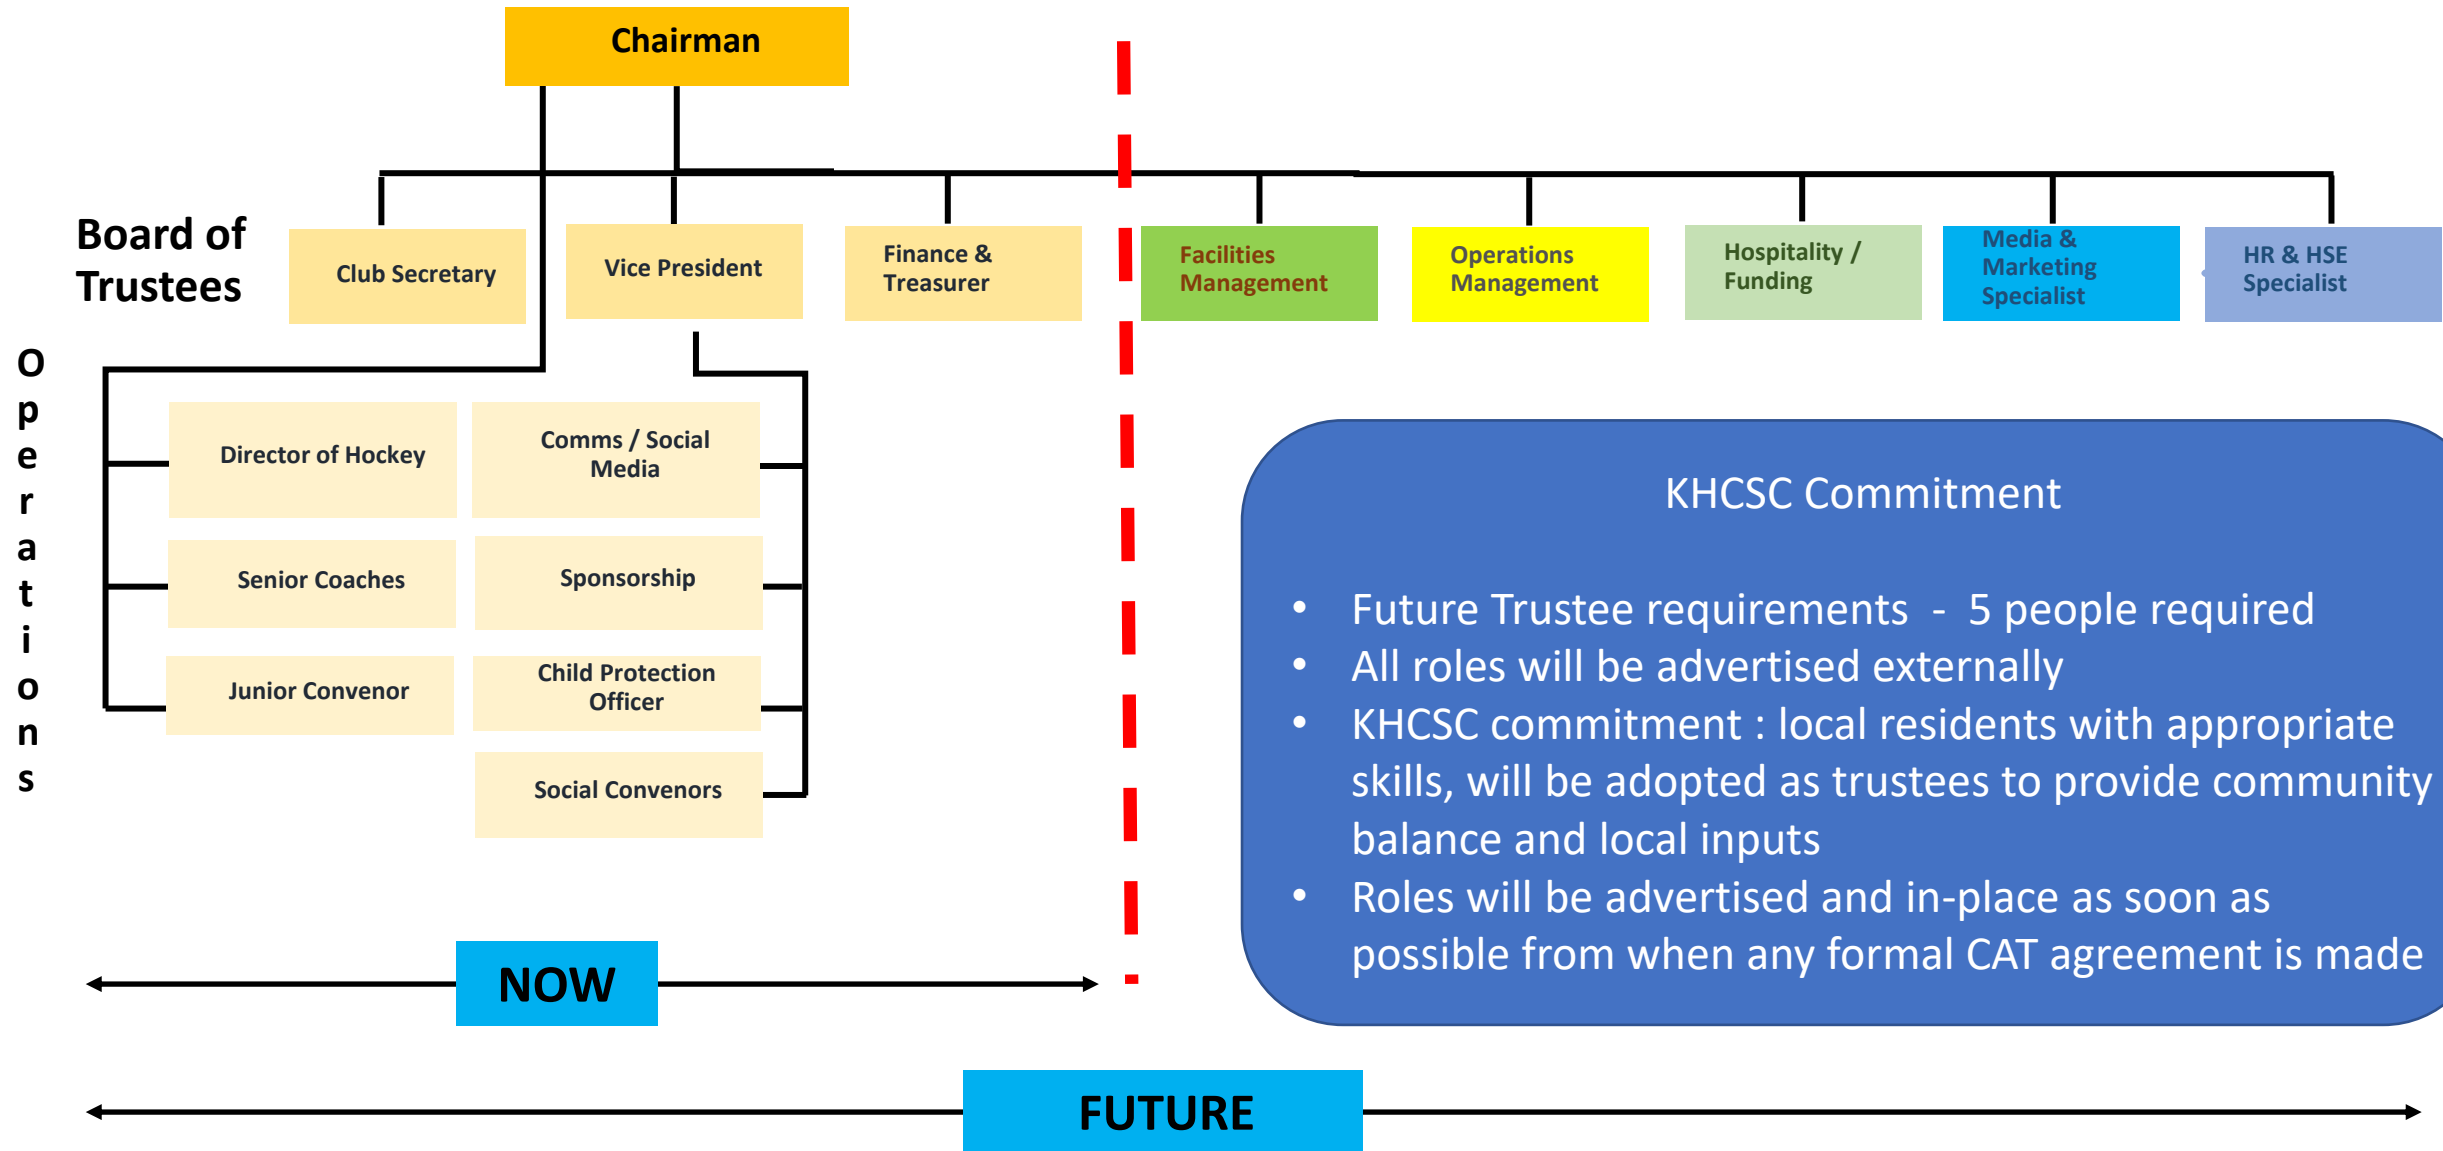 Chairman
Board of
Trustees
Club Secretary
Vice President
Finance &
Treasurer
Facilities
Management
Operations
Management
Hospitality /
Funding
Media &
Marketing
Specialist
HR & HSE
Specialist
Operations
Director of Hockey
Comms / Social
Media
Senior Coaches
Sponsorship
Junior Convenor
Child Protection
Officer
Social Convenors
KHCSC Commitment
• Future Trustee requirements - 5 people required
• All roles will be advertised externally
• KHCSC commitment : local residents with appropriate
skills, will be adopted as trustees to provide community
balance and local inputs
• Roles will be advertised and in-place as soon as
possible from when any formal CAT agreement is made
NOW
FUTURE